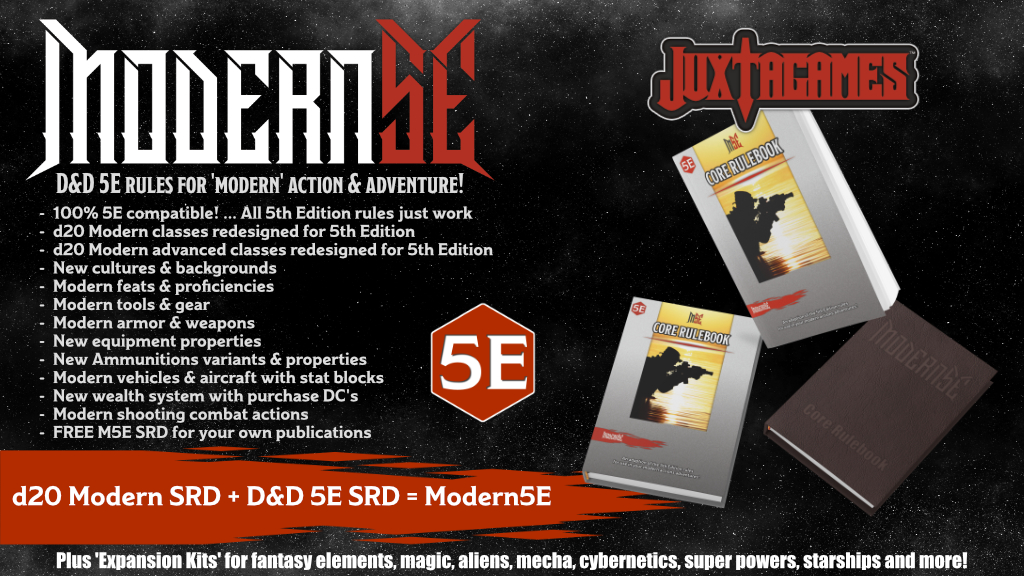 MODERN5E
D&D 5E RULES FOR 'MODERN' ACTION & ADVENTURE!
- 100% 5E compatible! ... All 5th Edition rules just work
- d20 Modern classes redesigned for 5th Edition
- d20 Modern advanced classes redesigned for 5th Edition
- New cultures & backgrounds
- Modern feats & proficiencies
- Modern tools & gear
- Modern armor & weapons
- New equipment properties
- New Ammunitions variants & properties
- Modern vehicles & aircraft with stat blocks
- New wealth system with purchase DC's
- Modern shooting combat actions
- FREE M5E SRD for your own publications
5E
JUXTAGAMES
5E
M5E
CORE RULEBOOK
5E
M5E
CORE RULEBOOK
MODERN5E
Core Rulebook
d20 Modern SRD + D&D 5E SRD = Modern5E
Plus 'Expansion Kits' for fantasy elements, magic, aliens, mecha, cybernetics, super powers, starships and more!